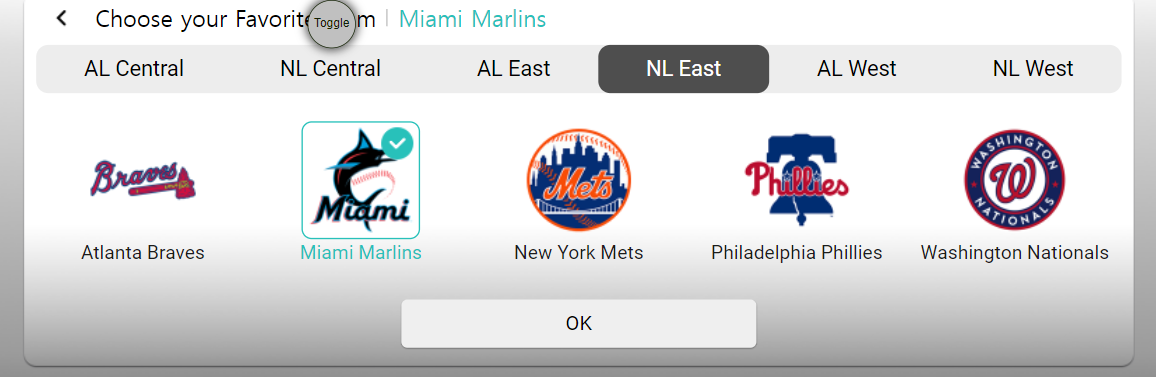 Choose your Favorite Toggle m | Miami Marlins
AL Central NL Central AL East NL East AL West NL West
Braves Miami Mets Phillies WASHINGTON W NATIONALS
Atlanta Braves Miami Marlins New York Mets Philadelphia Phillies Washington Nationals
OK